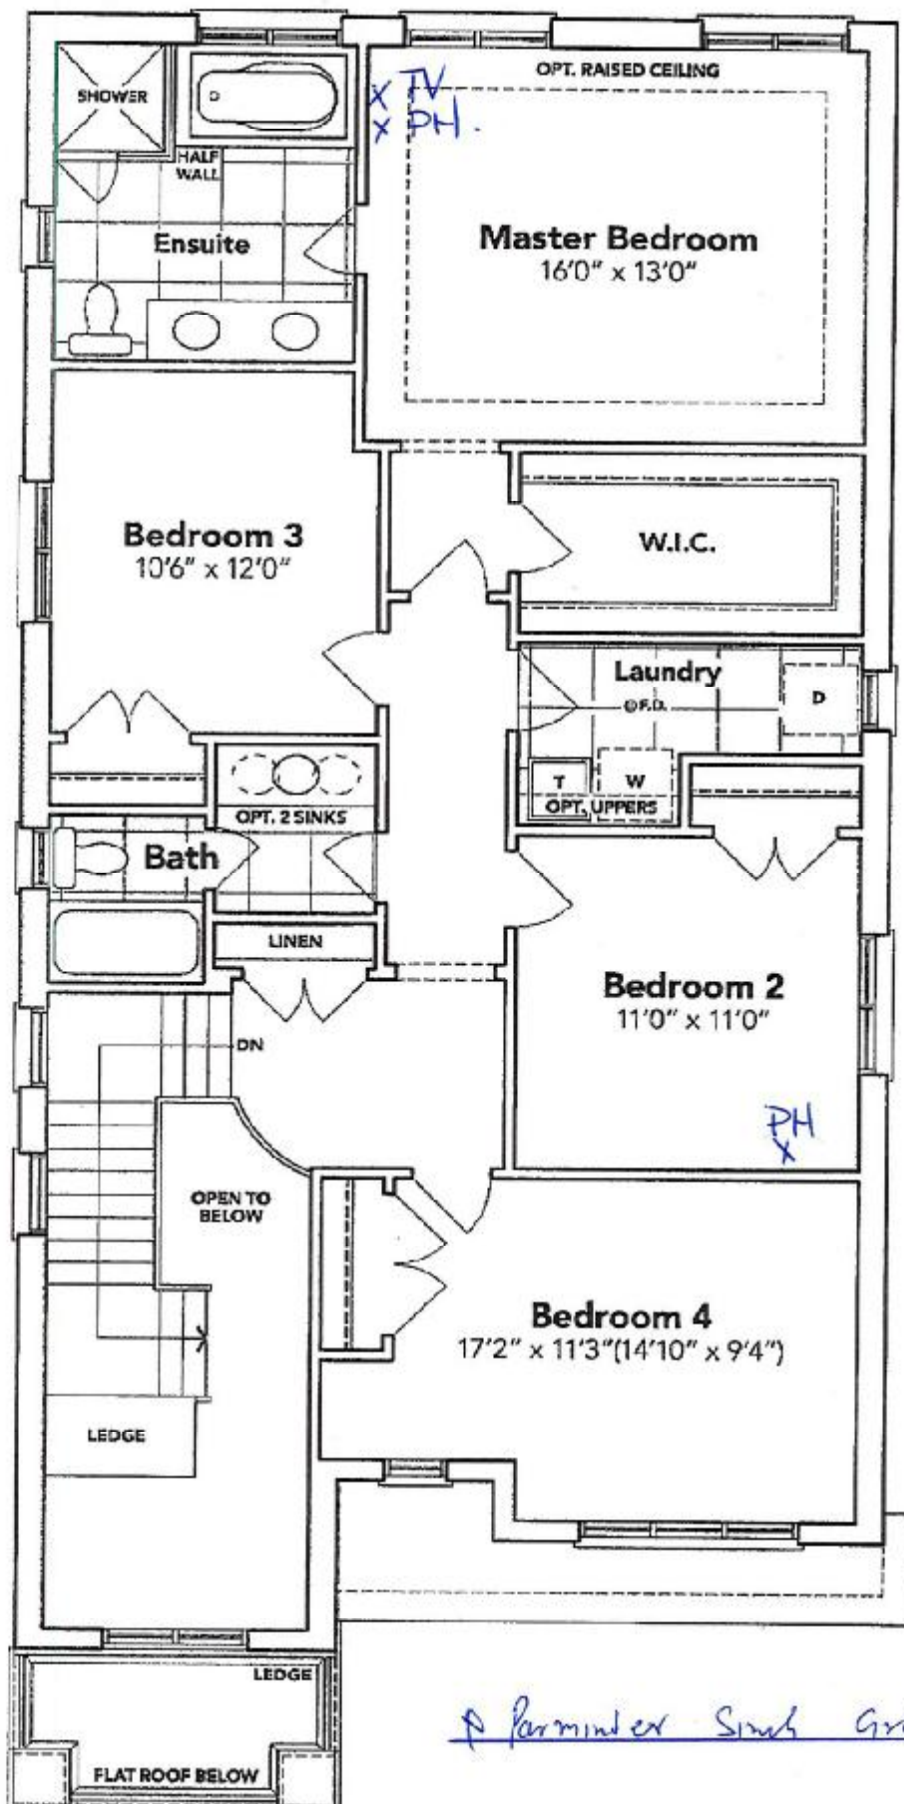 OPT. RAISED CEILING
SHOWER
D
X TV
X PH.
HALF
WALL
Ensuite
Master Bedroom
16'0" x 13'0"
Bedroom 3
10'6" x 12'0"
W.I.C.
Laundry
F.D.
D
T
W
OPT. UPPERS
OPT. 2 SINKS
Bath
LINEN
Bedroom 2
11'0" x 11'0"
DN
PH
X
OPEN TO
BELOW
Bedroom 4
17'2" x 11'3"(14'10" x 9'4")
LEDGE
LEDGE
FLAT ROOF BELOW
Parminder